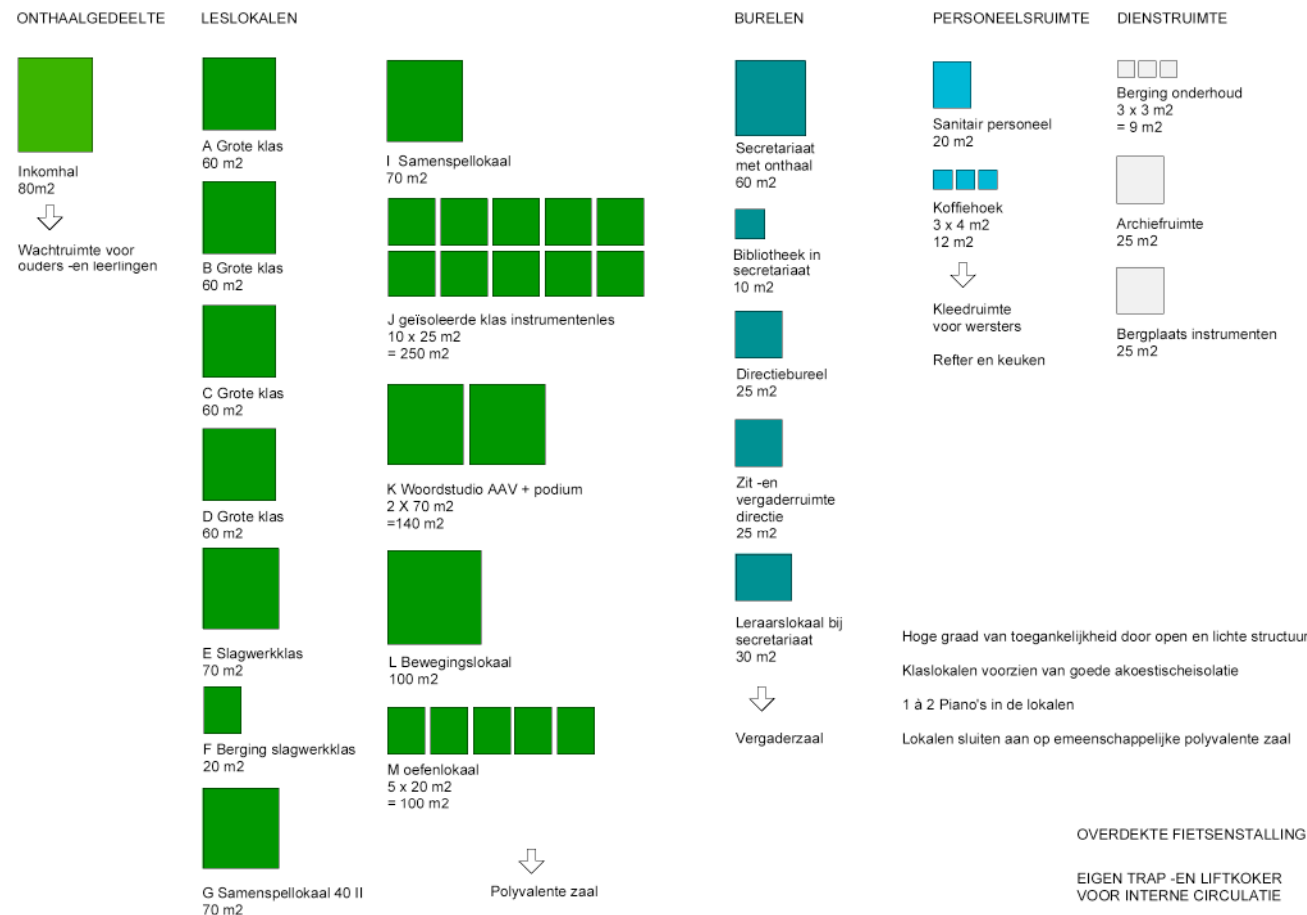 ONTHAALGEDEELTE
Inkomhal
80m2
Wachtruimte voor
ouders -en leerlingen
LESLOKALEN
A Grote klas
60 m2
B Grote klas
60 m2
C Grote klas
60 m2
D Grote klas
60 m2
E Slagwerkklas
70 m2
F Berging slagwerkklas
20 m2
G Samenspellokaal 40 II
70 m2
I Samenspellokaal
70 m2
J geïsoleerde klas instrumentenles
10 x 25 m2
= 250 m2
K Woordstudio AAV + podium
2 X 70 m2
=140 m2
L Bewegingslokaal
100 m2
M oefenlokaal
5 x 20 m2
= 100 m2
Polyvalente zaal
BURELEN
Secretariaat
met onthaal
60 m2
Bibliotheek in
secretariaat
10 m2
Directiebureel
25 m2
Zit -en
vergaderruimte
directie
25 m2
Leraarslokaal bij
secretariaat
30 m2
Vergaderzaal
PERSONEELSRUIMTE
Sanitair personeel
20 m2
Koffiehoek
3 x 4 m2
12 m2
Kleedruimte
voor wersters
Refter en keuken
DIENSTRUIMTE
Berging onderhoud
3 x 3 m2
= 9 m2
Archiefruimte
25 m2
Bergplaats instrumenten
25 m2
Hoge graad van toegankelijkheid door open en lichte structuur
Klaslokalen voorzien van goede akoestischeisolatie
1 à 2 Piano's in de lokalen
Lokalen sluiten aan op emeenschappelijke polyvalente zaal
OVERDEKTE FIETSENSTALLING
EIGEN TRAP -EN LIFTKOKER
VOOR INTERNE CIRCULATIE